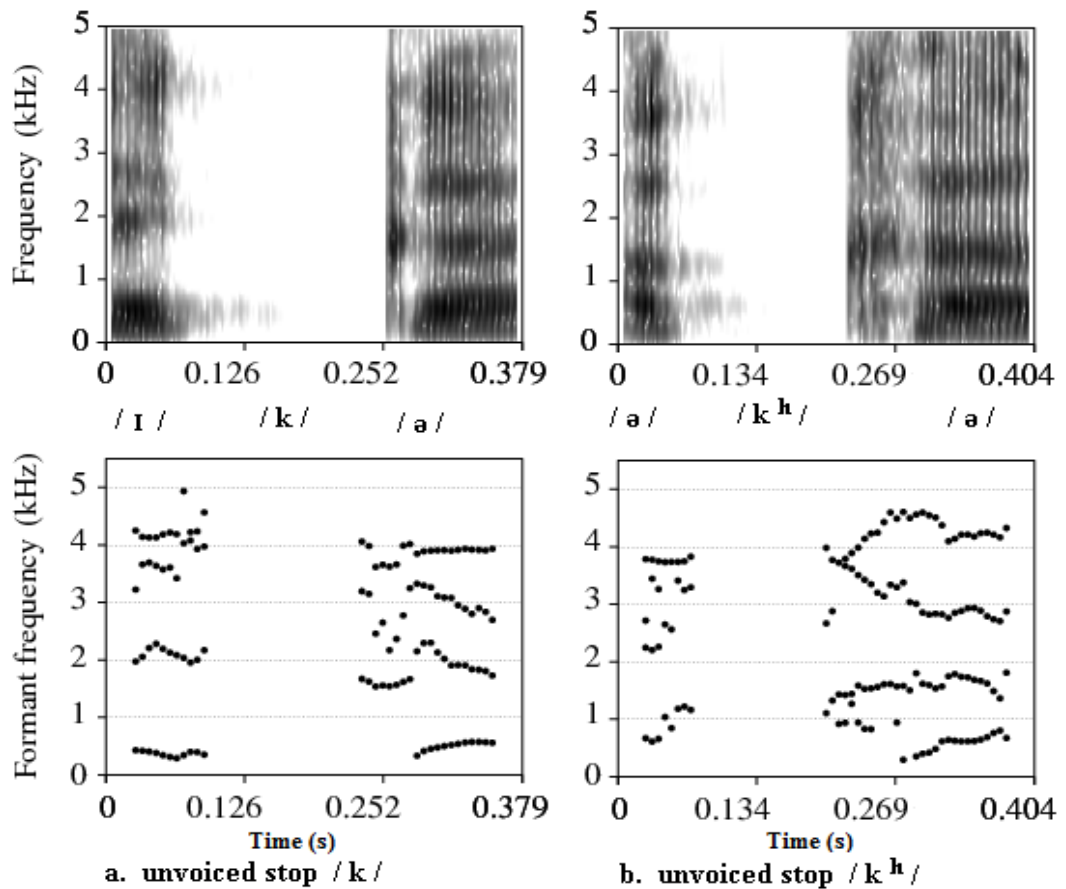 Frequency (kHz)
5
4
3
2
1
0
0 0.126 0.252 0.379
/ ɪ / / k / / ə /
5
4
3
2
1
0
0 0.134 0.269 0.404
/ ə / / kʰ / / ə /
Formant frequency (kHz)
5
4
3
2
1
0
0 0.126 0.252 0.379
Time (s)
a. unvoiced stop / k /
5
4
3
2
1
0
0 0.134 0.269 0.404
Time (s)
b. unvoiced stop / kʰ /